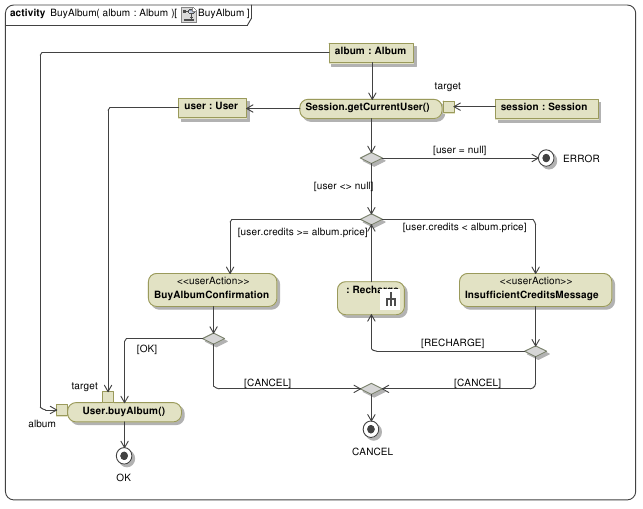 activity BuyAlbum( album : Album )[ BuyAlbum ]
album : Album
target
user : User
Session.getCurrentUser()
session : Session
[user = null]
ERROR
[user <> null]
[user.credits >= album.price]
[user.credits < album.price]
<<userAction>>
BuyAlbumConfirmation
: Recharge
<<userAction>>
InsufficientCreditsMessage
[OK]
[RECHARGE]
target
[CANCEL]
[CANCEL]
User.buyAlbum()
album
CANCEL
OK